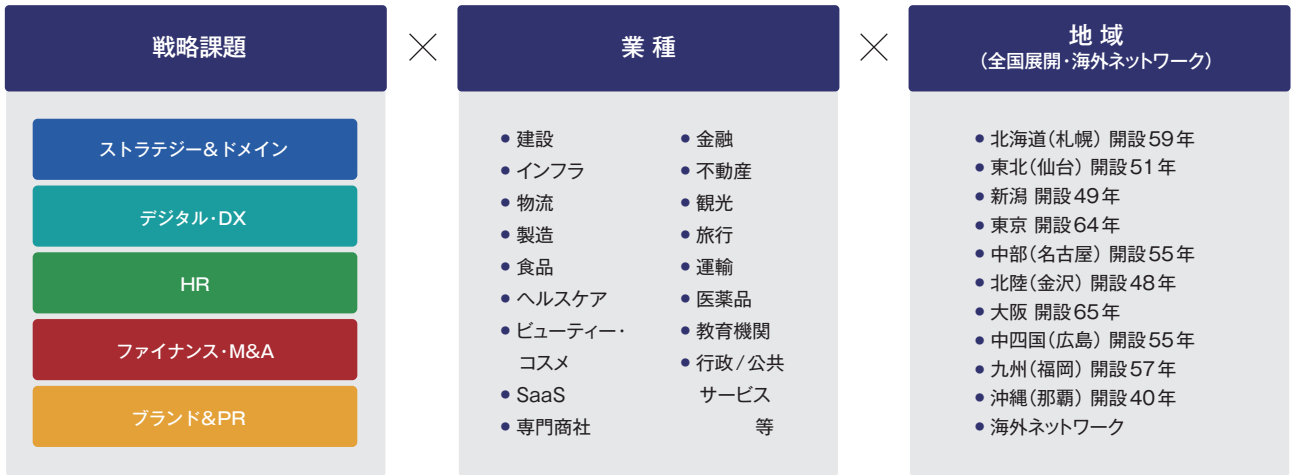 戦略課題
ストラテジー&ドメイン
デジタル・DX
HR
ファイナンス・M&A
ブランド&PR
×
業 種
• 建設
• インフラ
• 物流
• 製造
• 食品
• ヘルスケア
• ビューティー・
コスメ
• SaaS
• 専門商社
• 金融
• 不動産
• 観光
• 旅行
• 運輸
• 医薬品
• 教育機関
• 行政/公共
サービス
等
×
地 域
(全国展開・海外ネットワーク)
• 北海道(札幌) 開設59年
• 東北(仙台) 開設51年
• 新潟 開設49年
• 東京 開設64年
• 中部(名古屋) 開設55年
• 北陸(金沢) 開設48年
• 大阪 開設65年
• 中四国(広島) 開設55年
• 九州(福岡) 開設57年
• 沖縄(那覇) 開設40年
• 海外ネットワーク